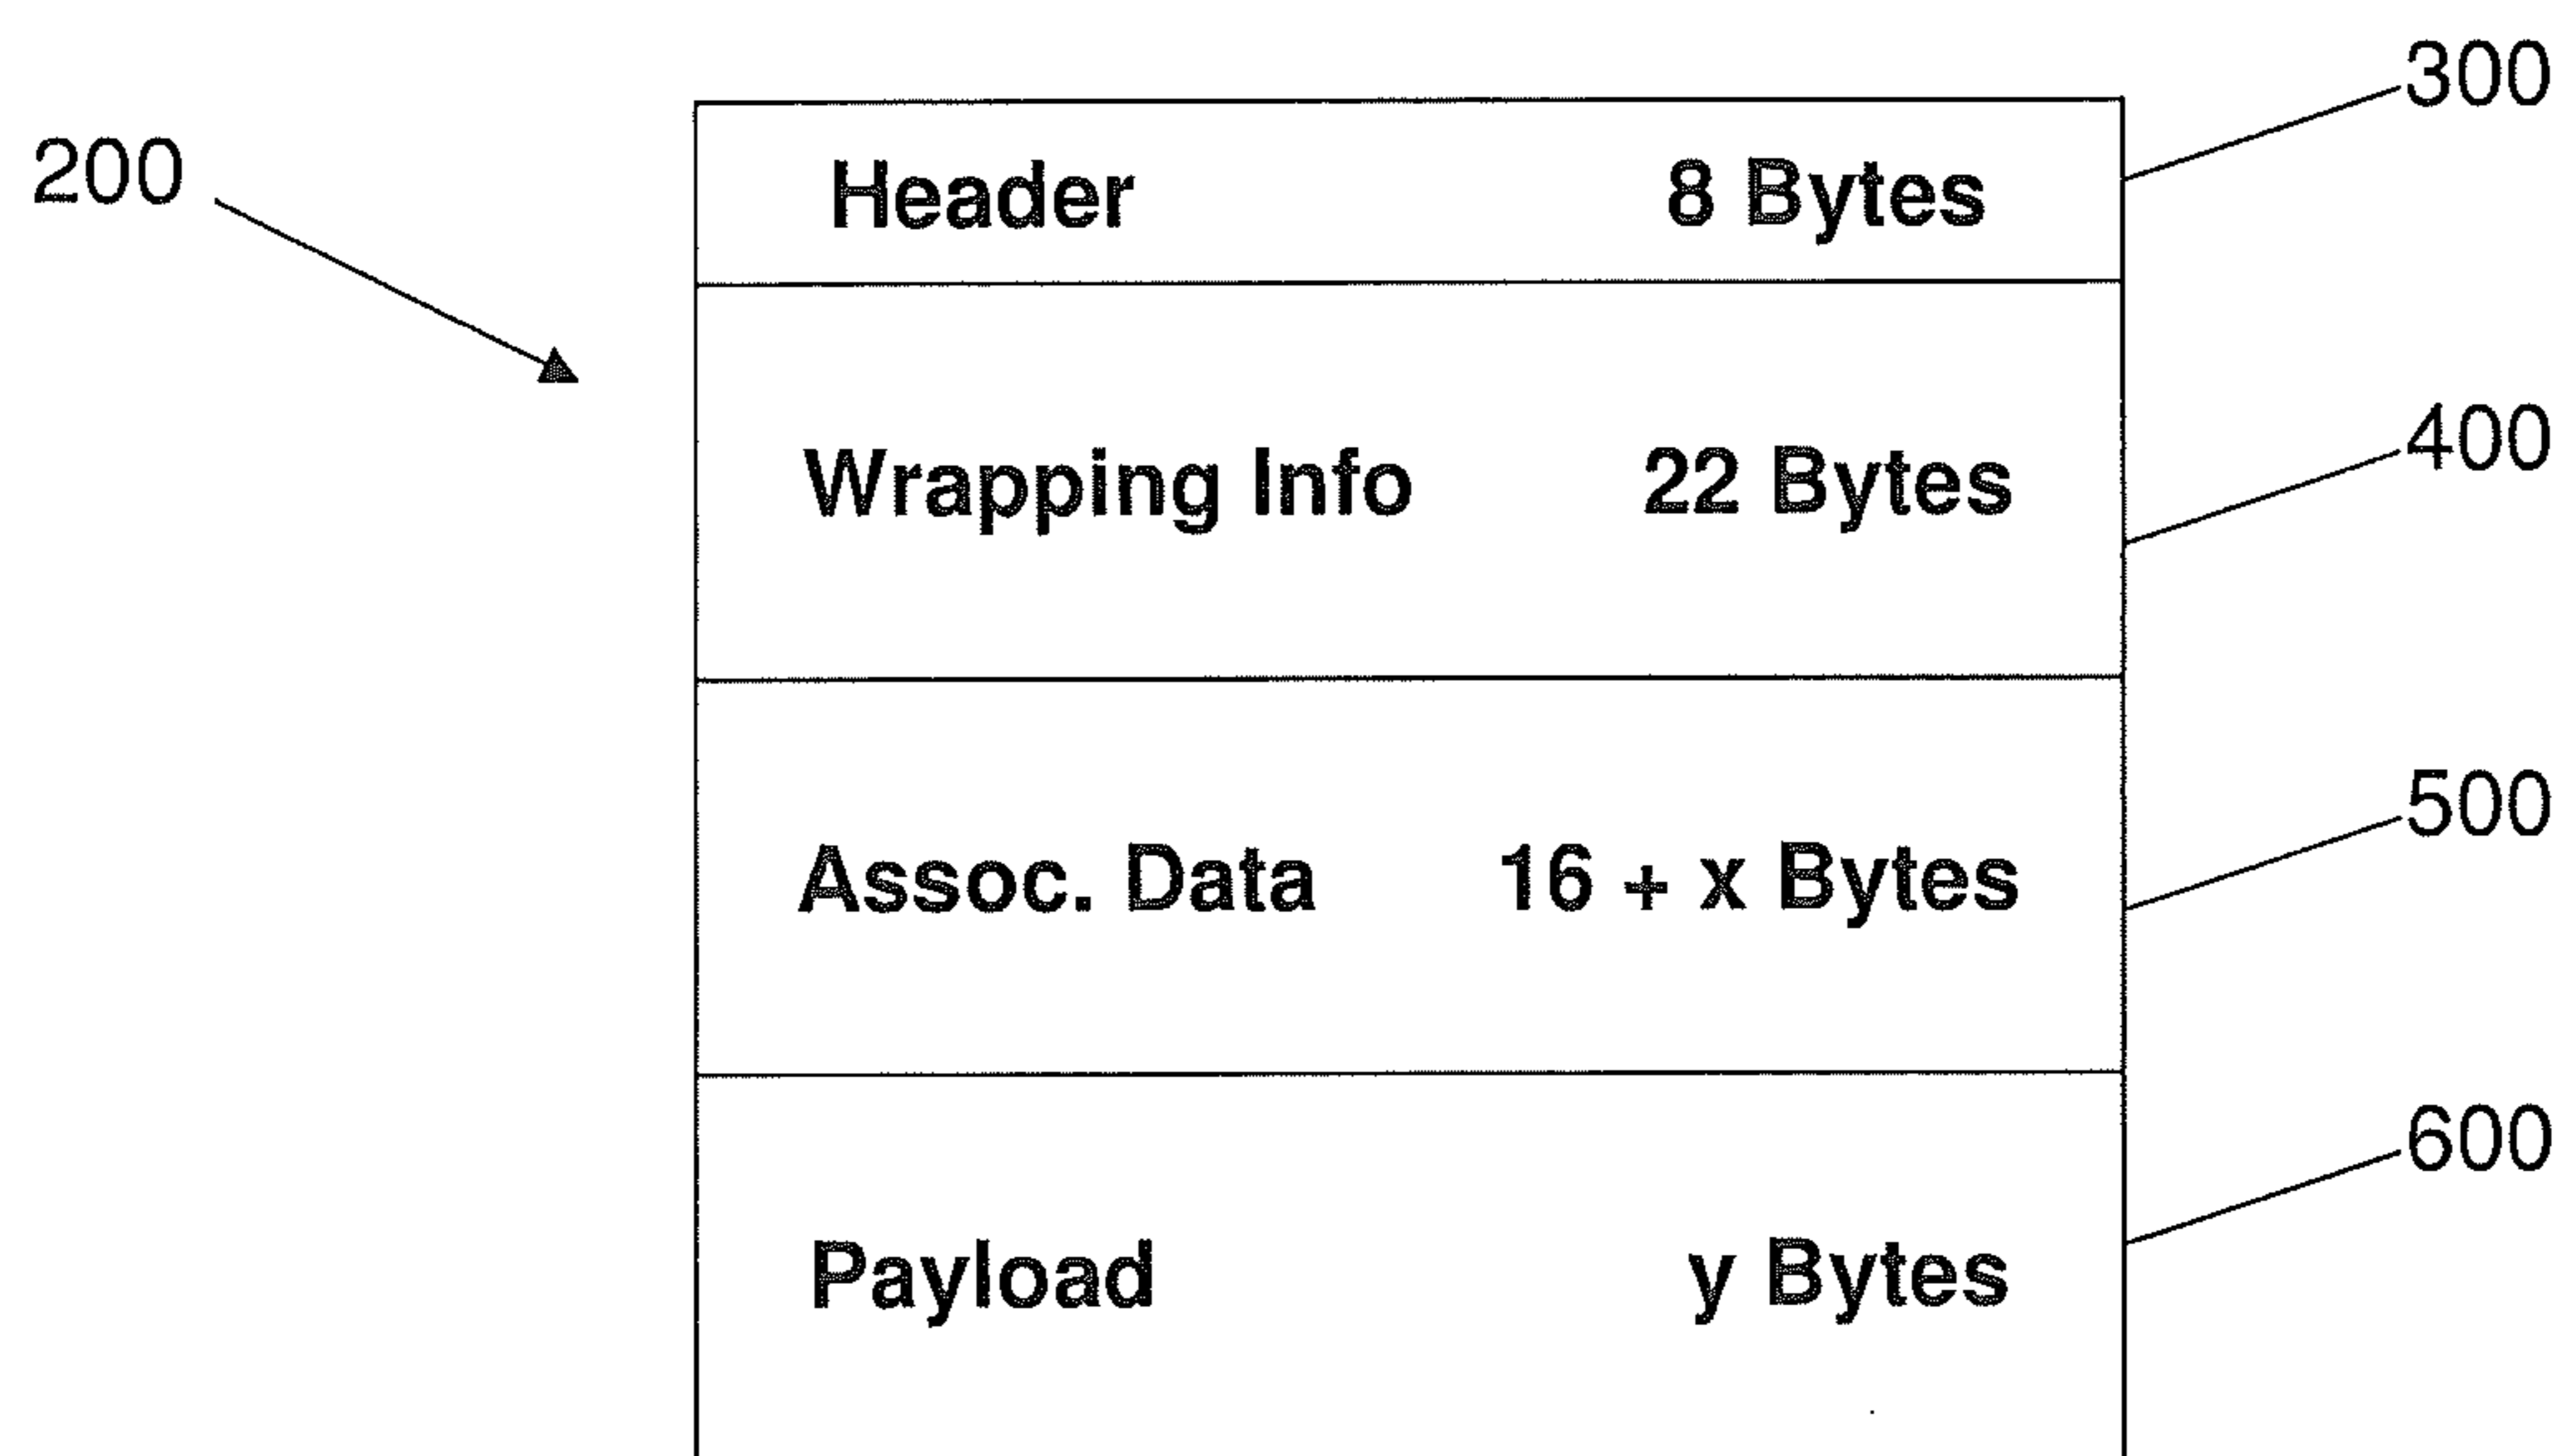 300
200
Header 8 Bytes
400
Wrapping Info 22 Bytes
500
Assoc. Data 16 + x Bytes
600
Payload y Bytes